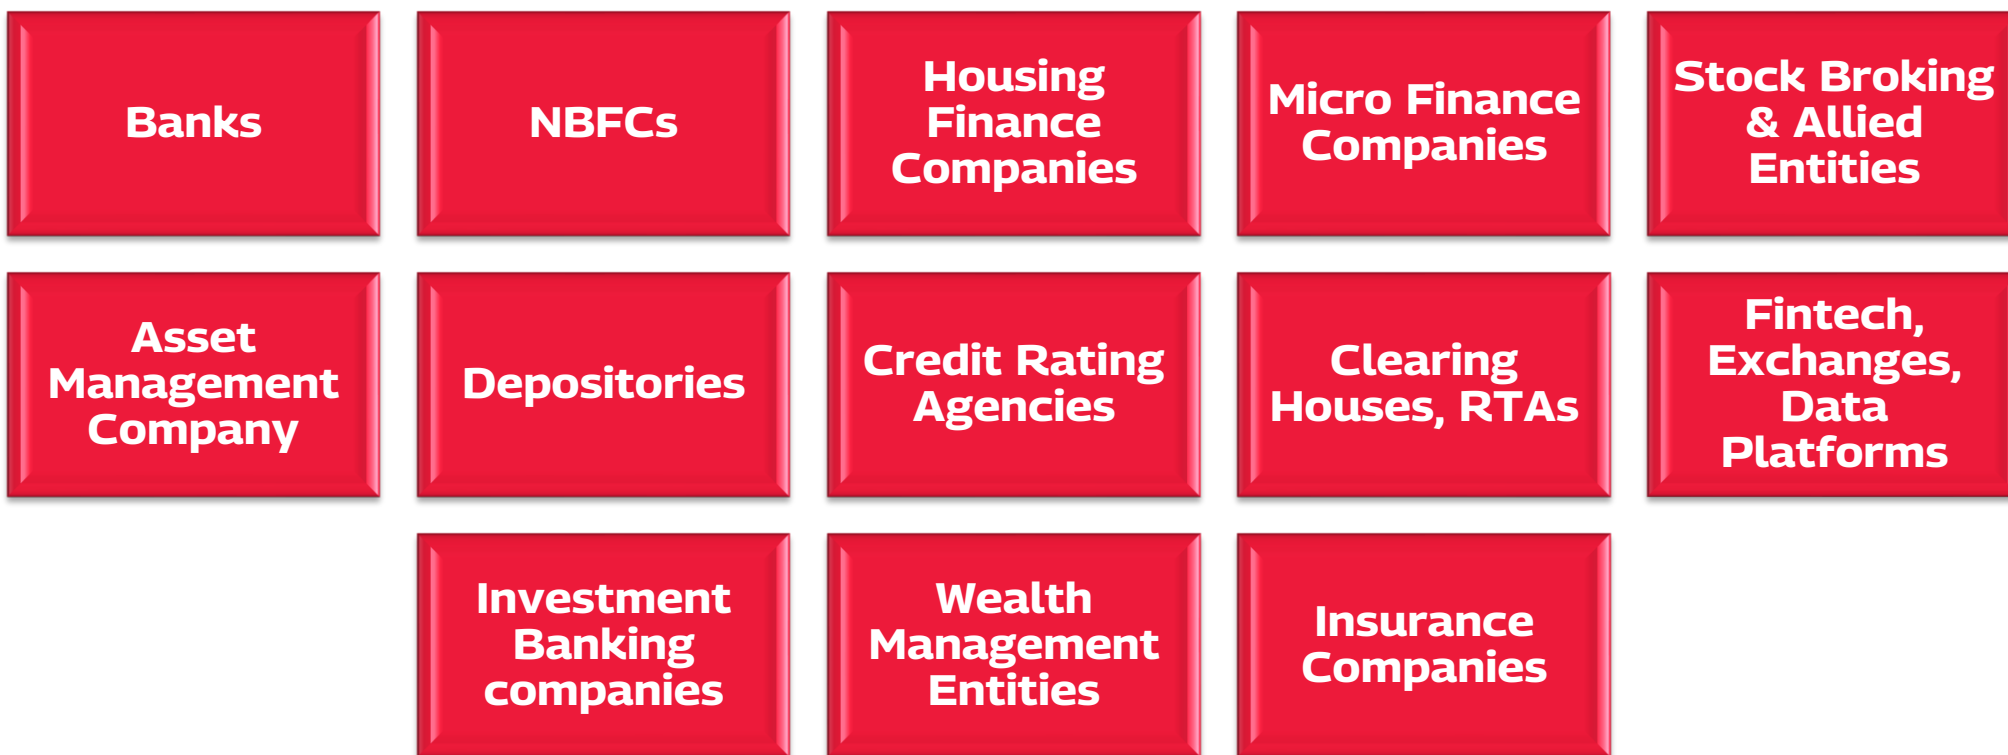 Banks
NBFCs
Housing
Finance
Companies
Micro Finance
Companies
Stock Broking
& Allied
Entities
Asset
Management
Company
Depositories
Credit Rating
Agencies
Clearing
Houses, RTAs
Fintech,
Exchanges,
Data
Platforms
Investment
Banking
companies
Wealth
Management
Entities
Insurance
Companies